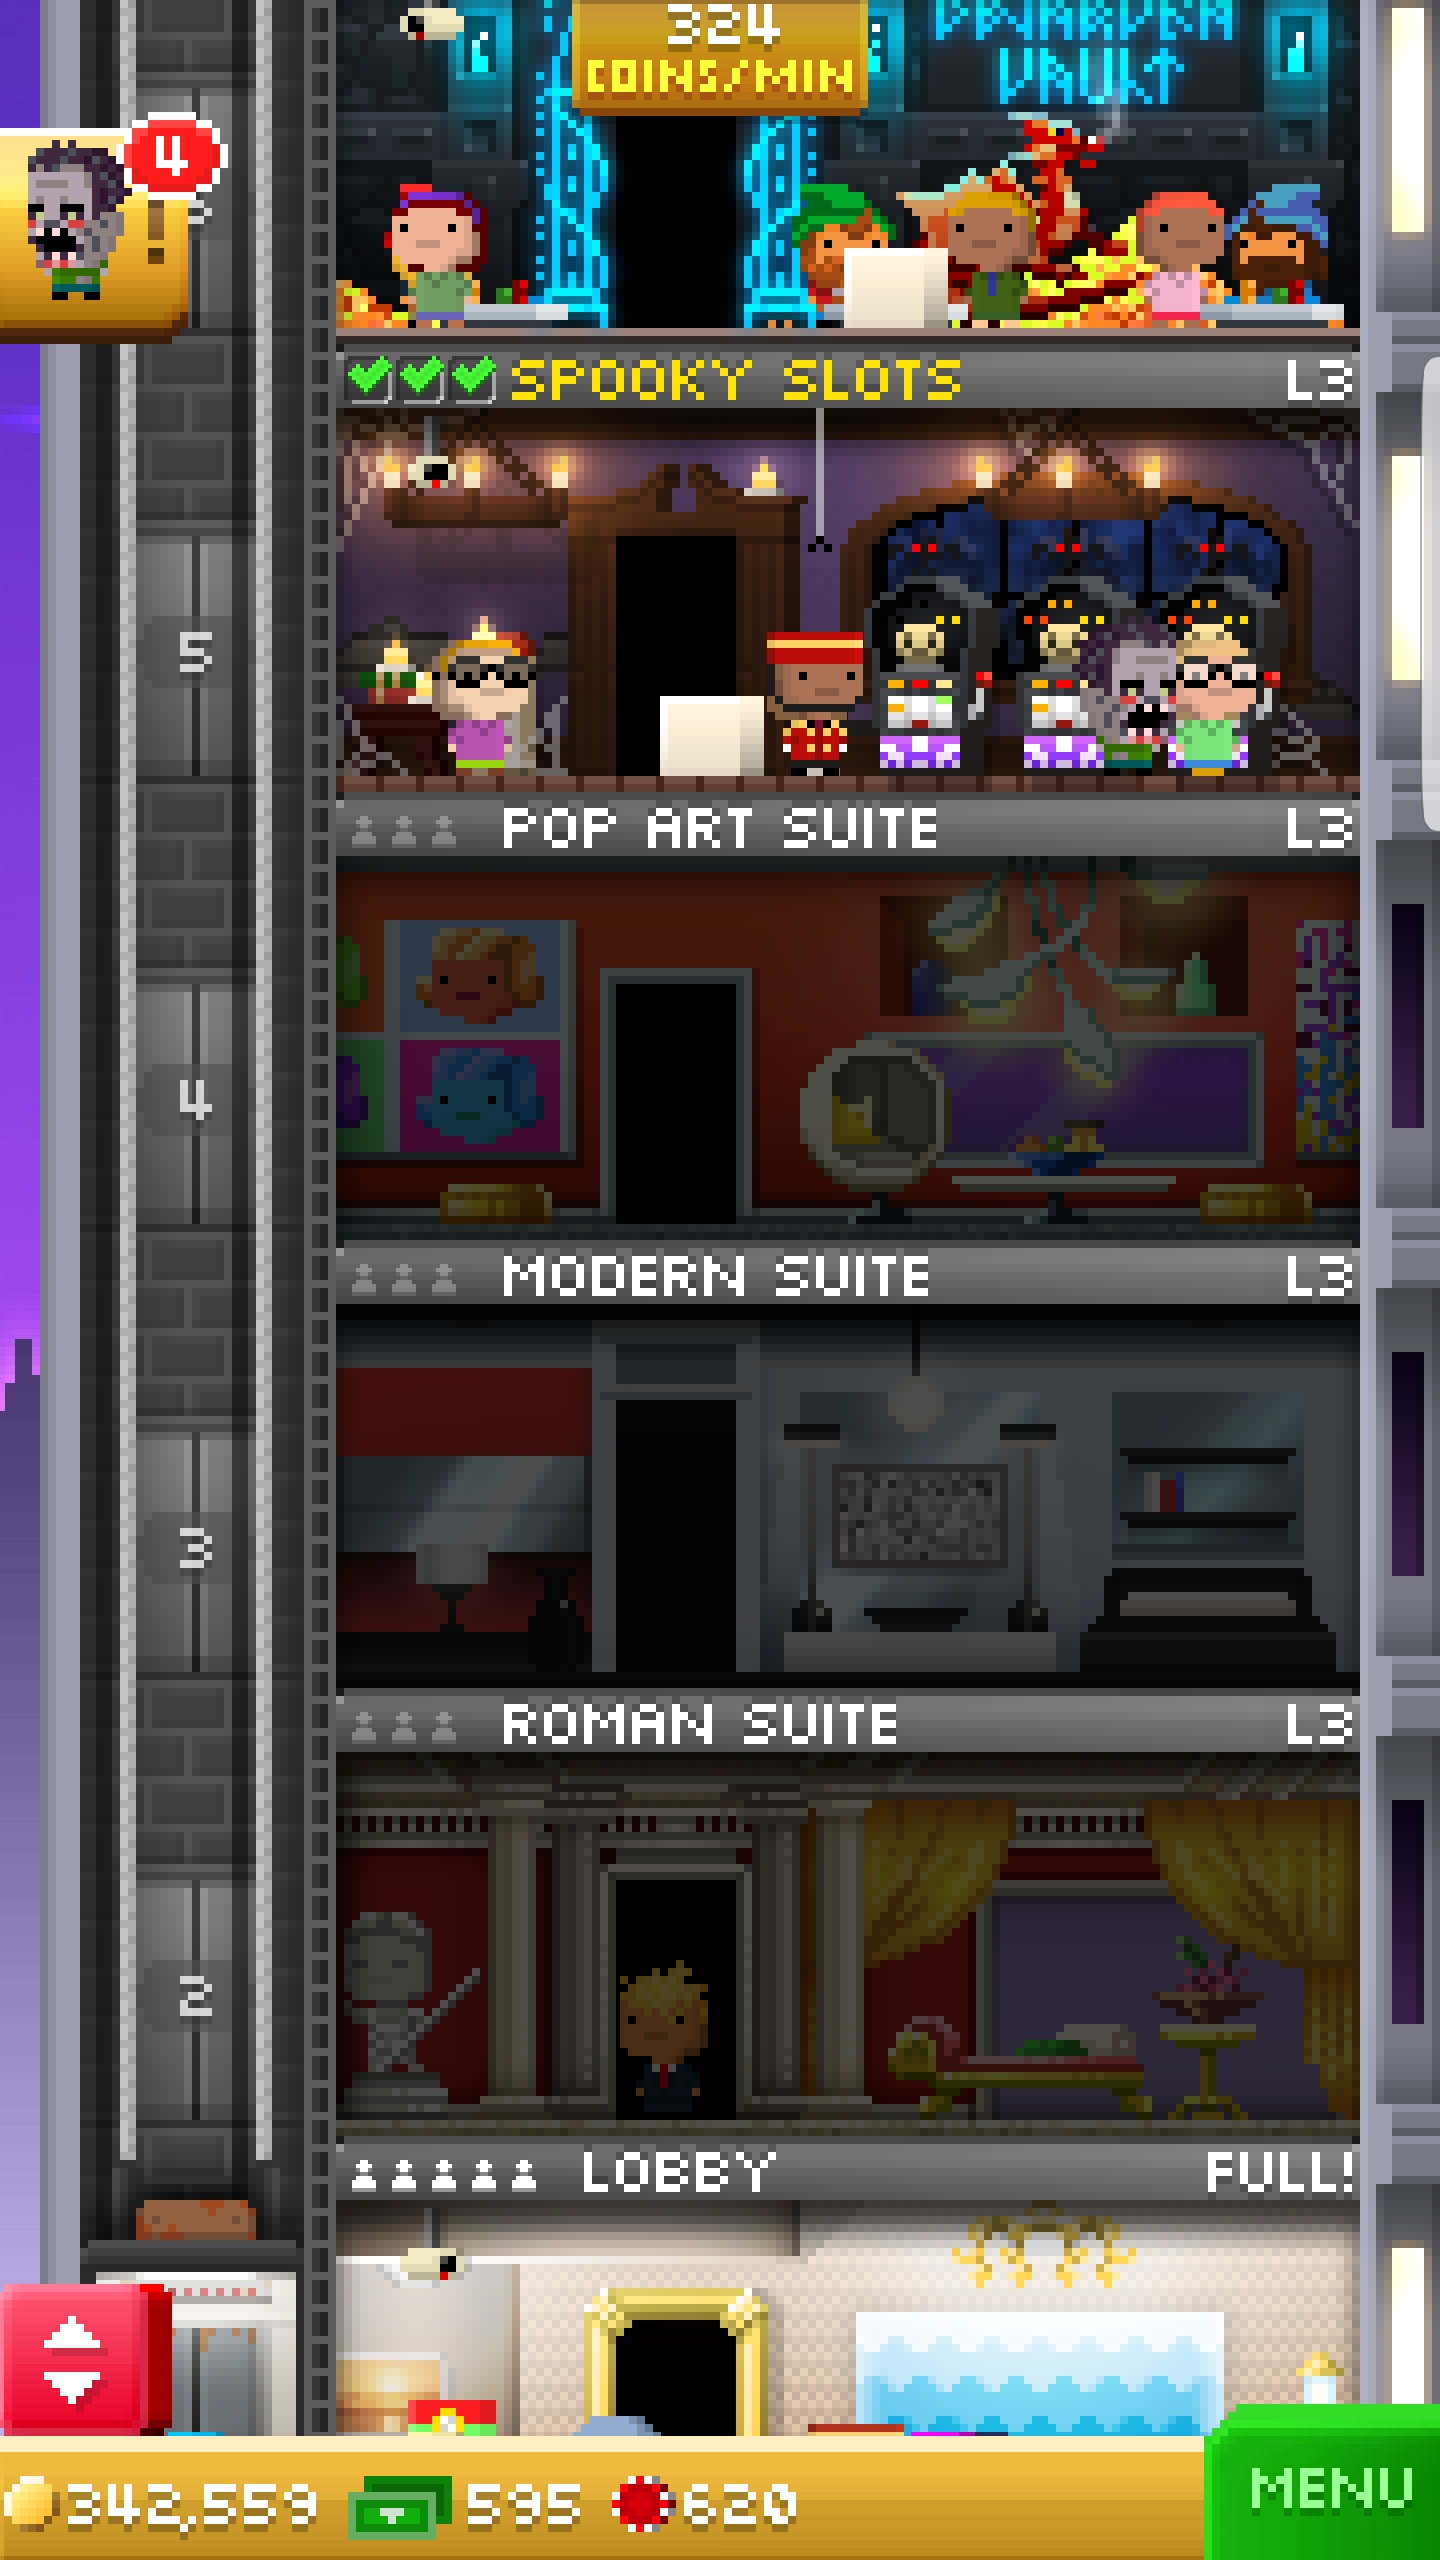 324
COINS/MIN
VAULT
4
SPOOKY SLOTS L3
5
POP ART SUITE L3
4
MODERN SUITE L3
3
ROMAN SUITE L3
2
LOBBY FULL!
342,559 595 620 MENU